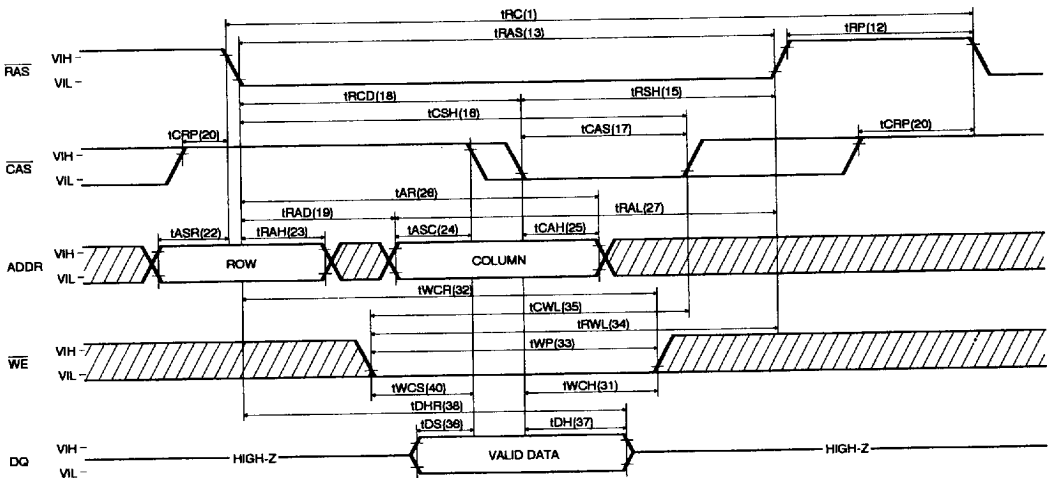 tRC(1)
tRAS(13)
tRP(12)
RAS
VIH
VIL
tRCD(18)
tRSH(15)
tCSH(16)
tCRP(20)
tCAS(17)
tCRP(20)
CAS
VIH
VIL
tAR(26)
tRAD(19)
tRAL(27)
tASR(22)
tRAH(23)
tASC(24)
tCAH(25)
ADDR
VIH
VIL
ROW
COLUMN
tWCR(32)
tCWL(35)
tRWL(34)
tWP(33)
WE
VIH
VIL
tWCS(40)
tWCH(31)
tDHR(38)
tDS(36)
tDH(37)
DQ
VIH
VIL
HIGH-Z
VALID DATA
HIGH-Z